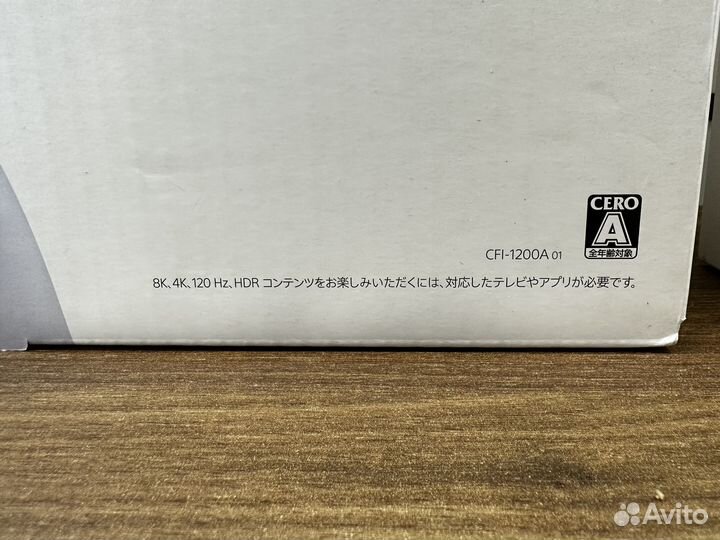 CERO
A
全年齢対象
CFI-1200A 01
8K、4K、120 Hz、HDR コンテンツをお楽しみいただくには、対応したテレビやアプリが必要です。
Avito